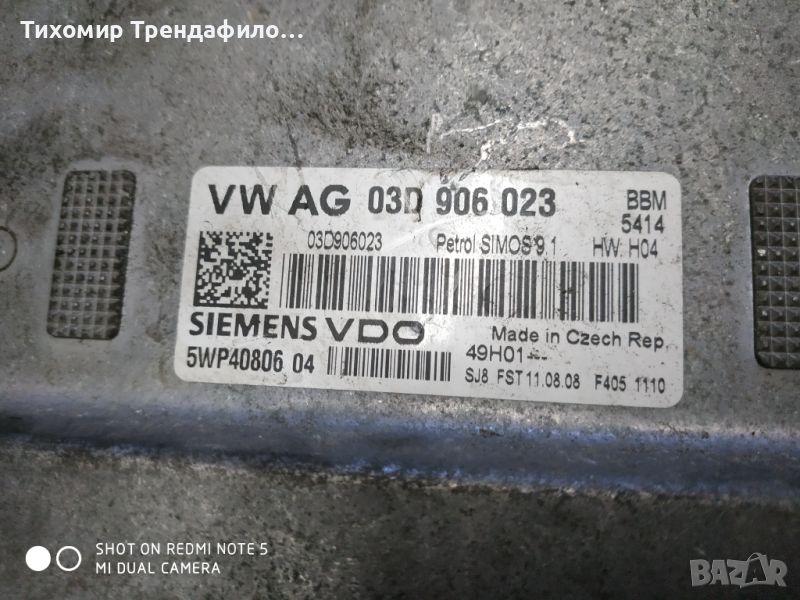 Тихомир Трендафило...
VW AG 03D 906 023 BBM
5414
03D906023 Petrol SIMOS 9.1 HW. H04
SIEMENS VDO Made in Czech Rep.
49H01
5WP40806 04
SJ8 FST 11.08.08 F405 1110
SHOT ON REDMI NOTE 5
MI DUAL CAMERA
BAZAR